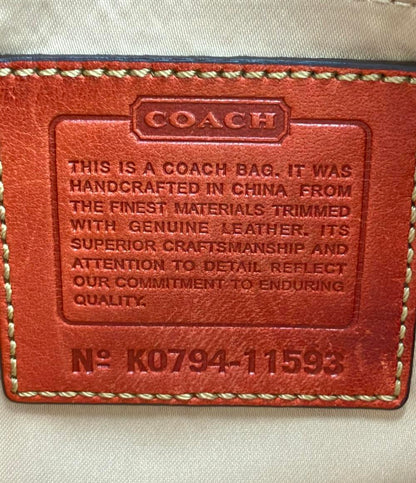 COACH
THIS IS A COACH BAG. IT WAS
HANDCRAFTED IN CHINA FROM
THE FINEST MATERIALS TRIMMED
WITH GENUINE LEATHER. ITS
SUPERIOR CRAFTSMANSHIP AND
ATTENTION TO DETAIL REFLECT
OUR COMMITMENT TO ENDURING
QUALITY.
Nº K0794-11593